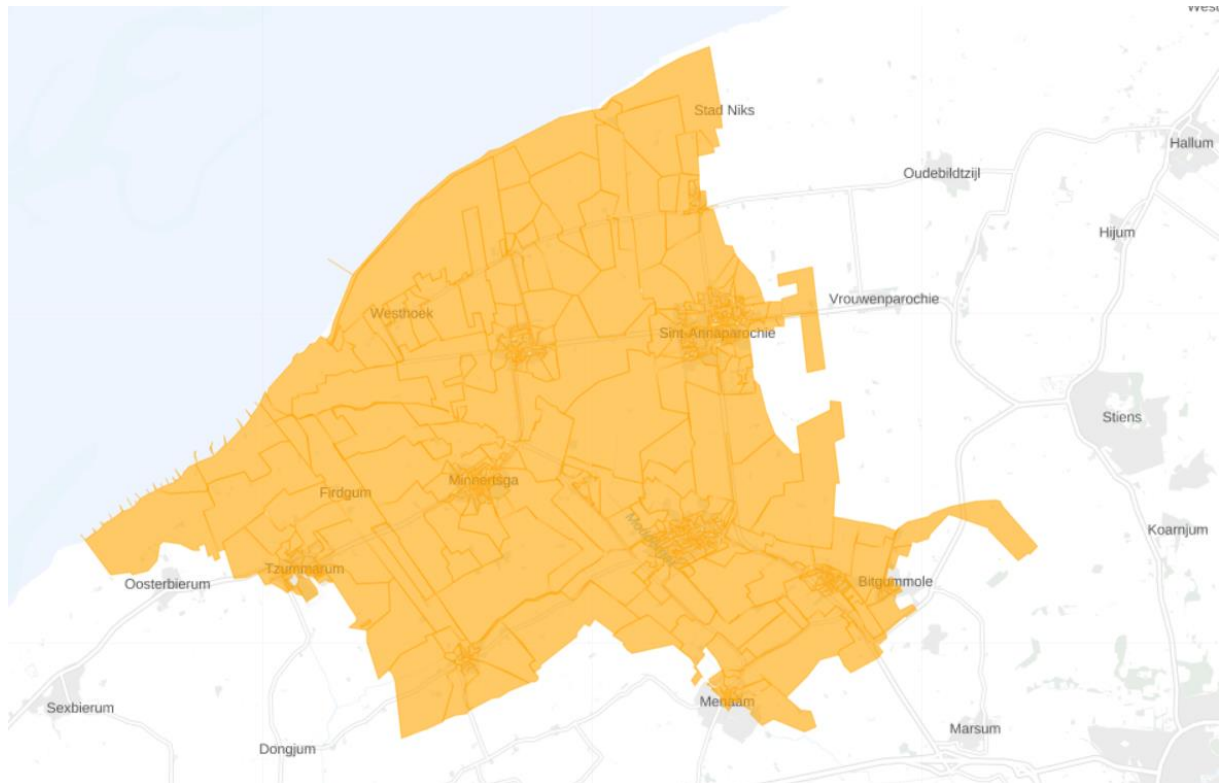 Stad Niks
Hallum
Oudebildtzijl
Hijum
Vrouwenparochie
Westhoek
Sint-Annaparochie
Stiens
Minnertsga
Firdgum
Koarnjum
Tzummarum
Oosterbierum
Bitgummole
Menaam
Sexbierum
Marsum
Dongjum